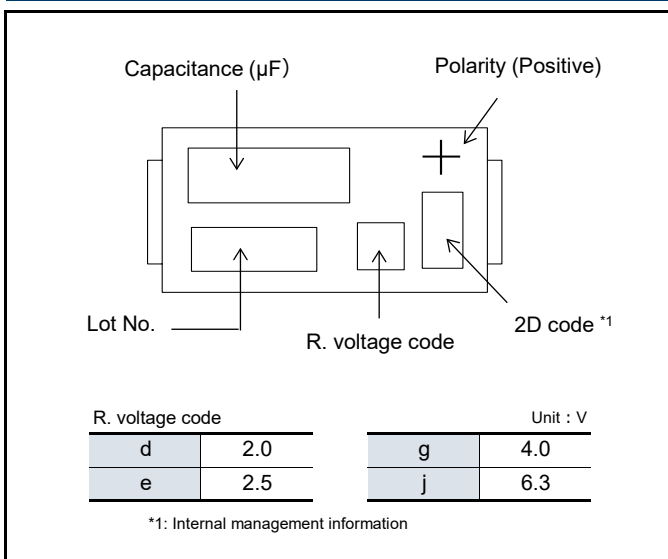 Capacitance (μF）
Polarity (Positive)
+
Lot No.
R. voltage code
2D code *1
R. voltage code
Unit：V
d 2.0 g 4.0
e 2.5 j 6.3
*1: Internal management information